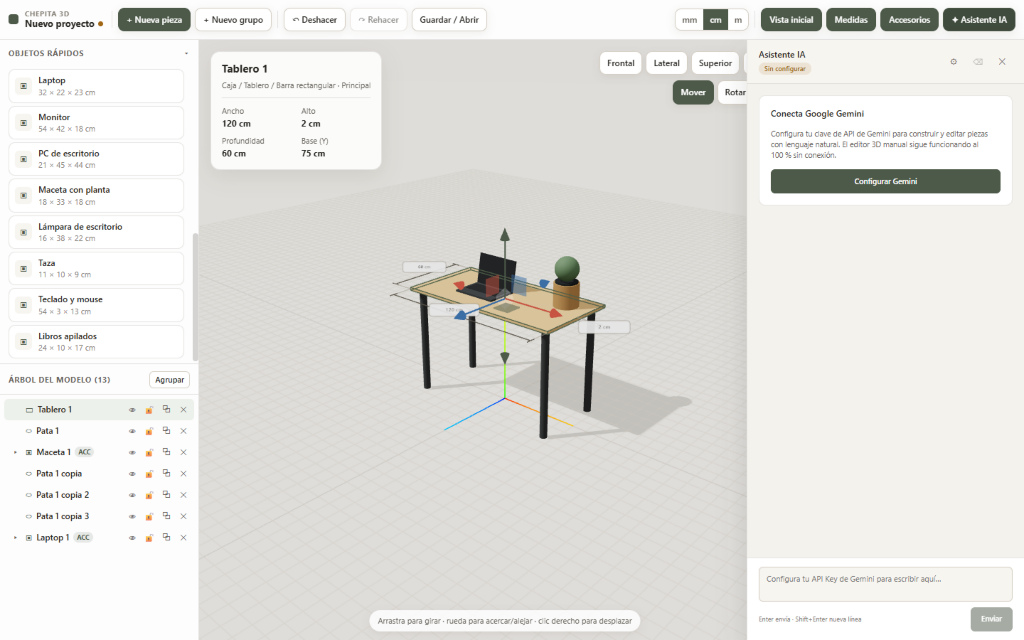 CHEPITA 3D
Nuevo proyecto
+ Nueva pieza
+ Nuevo grupo
Deshacer
Rehacer
Guardar / Abrir
mm
cm
m
Vista inicial
Medidas
Accesorios
Asistente IA
OBJETOS RÁPIDOS
Laptop
32 × 22 × 23 cm
Monitor
54 × 42 × 18 cm
PC de escritorio
21 × 45 × 44 cm
Maceta con planta
18 × 33 × 18 cm
Lámpara de escritorio
16 × 38 × 22 cm
Taza
11 × 10 × 9 cm
Teclado y mouse
54 × 3 × 13 cm
Libros apilados
24 × 10 × 17 cm
ÁRBOL DEL MODELO (13)
Agrupar
Tablero 1
Pata 1
Maceta 1 ACC
Pata 1 copia
Pata 1 copia 2
Pata 1 copia 3
Laptop 1 ACC
Tablero 1
Caja / Tablero / Barra rectangular · Principal
Ancho
120 cm
Alto
2 cm
Profundidad
60 cm
Base (Y)
75 cm
Frontal
Lateral
Superior
Mover
Rotar
Arrastra para girar · rueda para acercar/alejar · clic derecho para desplazar
Asistente IA
Sin configurar
Conecta Google Gemini
Configura tu clave de API de Gemini para construir y editar piezas
con lenguaje natural. El editor 3D manual sigue funcionando al
100 % sin conexión.
Configurar Gemini
Configura tu API Key de Gemini para escribir aquí...
Enter envía · Shift+Enter nueva línea
Enviar